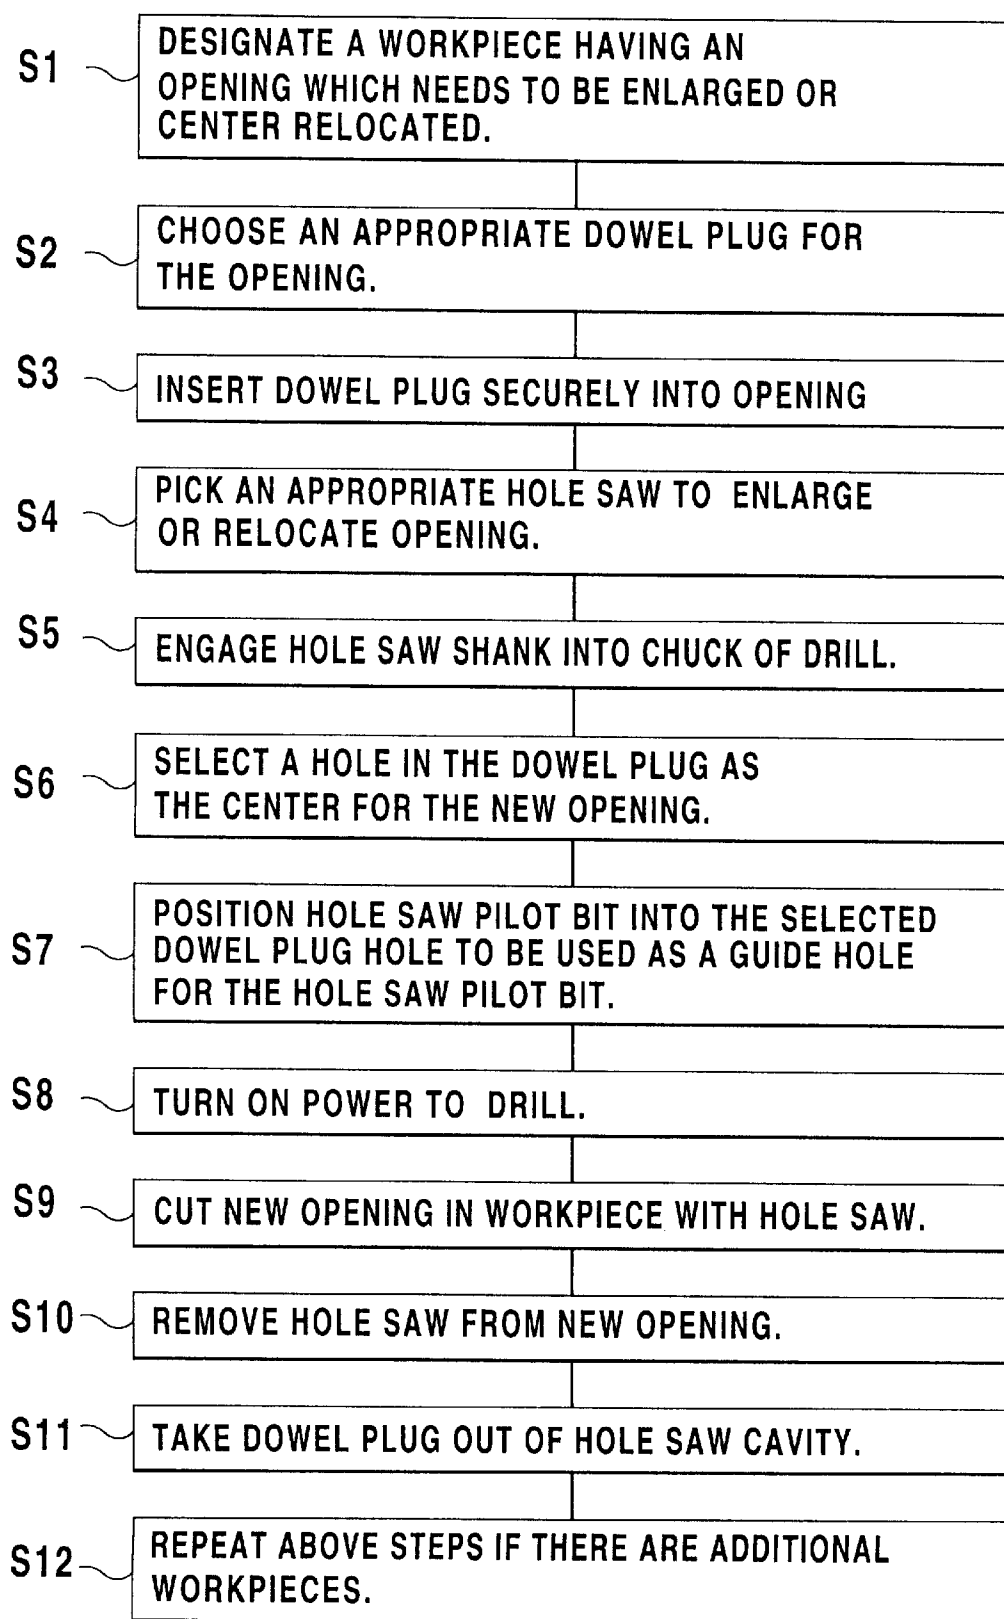 S1
DESIGNATE A WORKPIECE HAVING AN
OPENING WHICH NEEDS TO BE ENLARGED OR
CENTER RELOCATED.
S2
CHOOSE AN APPROPRIATE DOWEL PLUG FOR
THE OPENING.
S3
INSERT DOWEL PLUG SECURELY INTO OPENING
S4
PICK AN APPROPRIATE HOLE SAW TO ENLARGE
OR RELOCATE OPENING.
S5
ENGAGE HOLE SAW SHANK INTO CHUCK OF DRILL.
S6
SELECT A HOLE IN THE DOWEL PLUG AS
THE CENTER FOR THE NEW OPENING.
S7
POSITION HOLE SAW PILOT BIT INTO THE SELECTED
DOWEL PLUG HOLE TO BE USED AS A GUIDE HOLE
FOR THE HOLE SAW PILOT BIT.
S8
TURN ON POWER TO DRILL.
S9
CUT NEW OPENING IN WORKPIECE WITH HOLE SAW.
S10
REMOVE HOLE SAW FROM NEW OPENING.
S11
TAKE DOWEL PLUG OUT OF HOLE SAW CAVITY.
S12
REPEAT ABOVE STEPS IF THERE ARE ADDITIONAL
WORKPIECES.